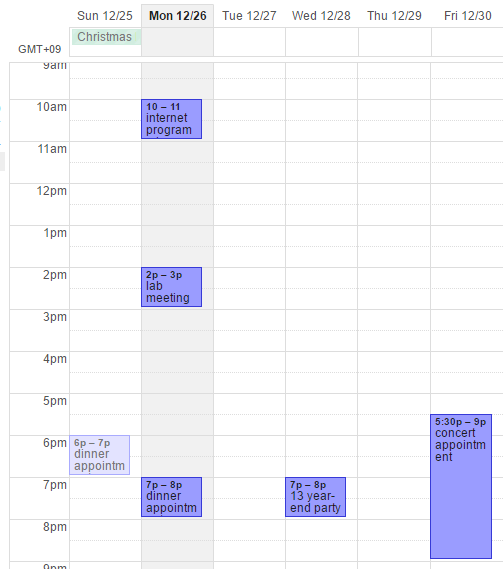 Sun 12/25 Mon 12/26 Tue 12/27 Wed 12/28 Thu 12/29 Fri 12/30
Christmas
GMT+09
9am
10am
10 – 11
internet
program
11am
12pm
1pm
2pm
2p – 3p
lab
meeting
3pm
4pm
5pm
5:30p – 9p
concert
appointm
ent
6pm
6p – 7p
dinner
appointm
7pm
7p – 8p
dinner
appointm
7p – 8p
13 year-
end party
8pm
9pm